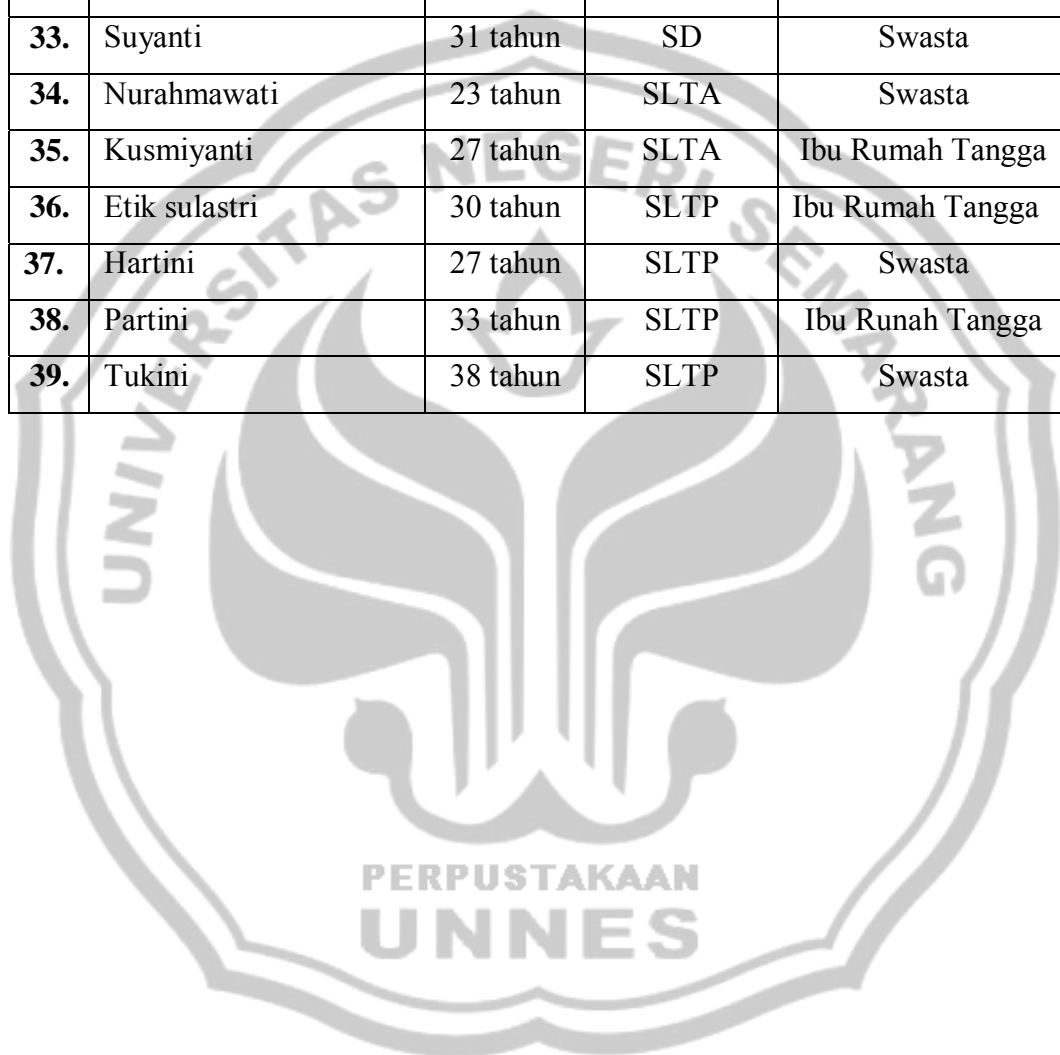 33. Suyanti 31 tahun SD Swasta
34. Nurahmawati 23 tahun SLTA Swasta
35. Kusmiyanti 27 tahun SLTA Ibu Rumah Tangga
36. Etik sulastri 30 tahun SLTP Ibu Rumah Tangga
37. Hartini 27 tahun SLTP Swasta
38. Partini 33 tahun SLTP Ibu Runah Tangga
39. Tukini 38 tahun SLTP Swasta
UNIVERSITAS NEGERI SEMARANG
PERPUSTAKAAN
UNNES